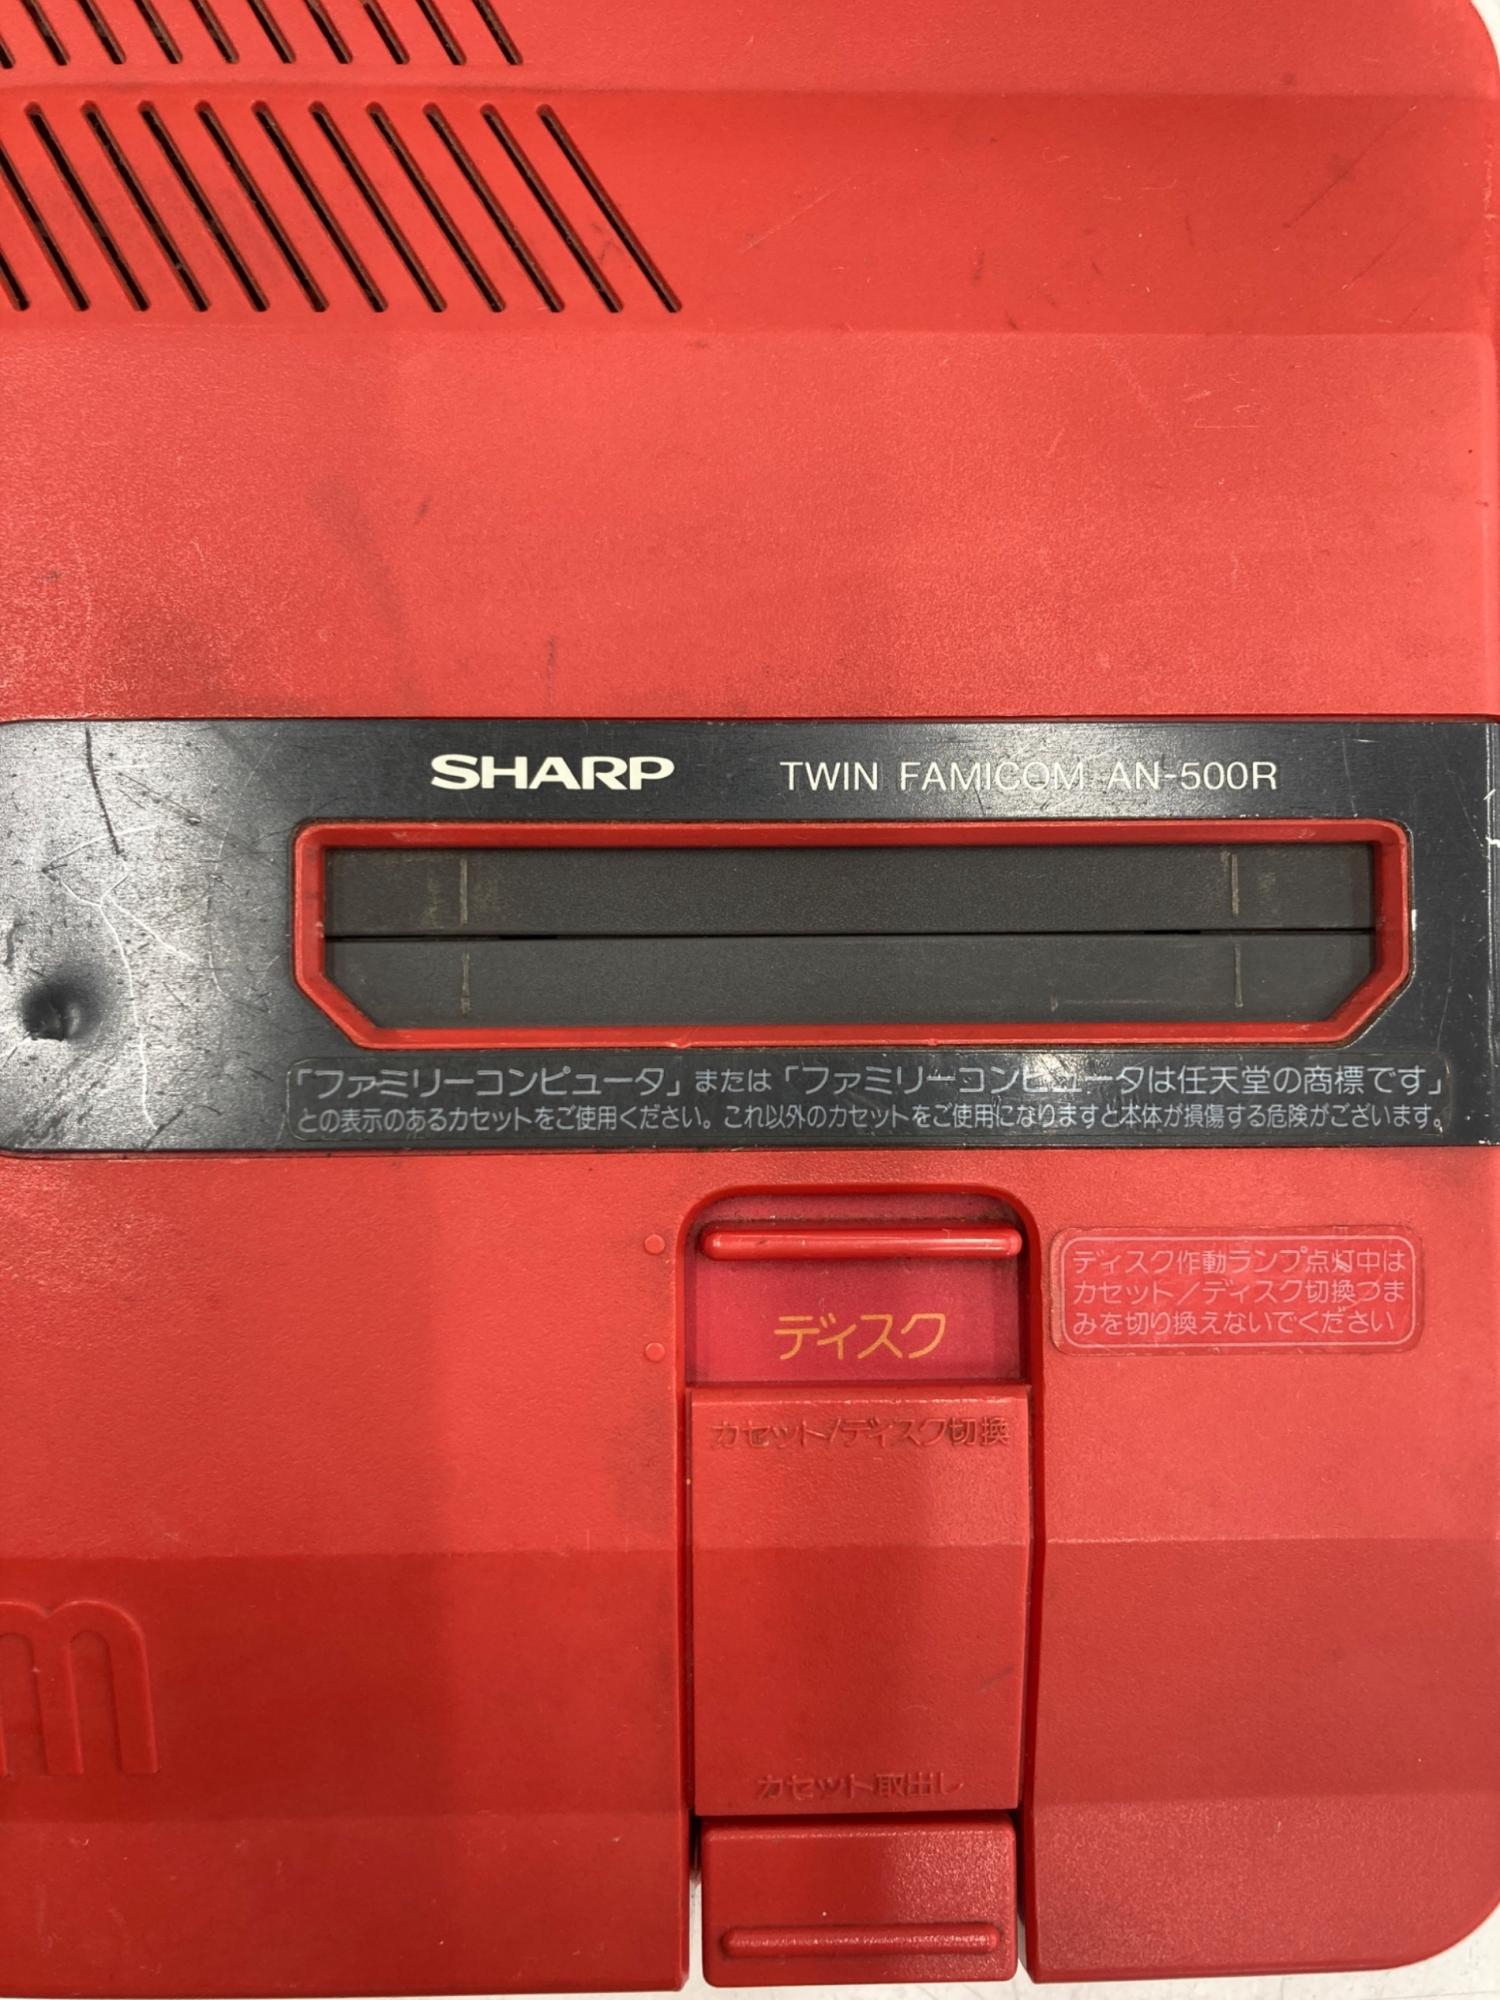 SHARP TWIN FAMICOM AN-500R
「ファミリーコンピュータ」または「ファミリーコンピュータは任天堂の商標です」
との表示のあるカセットをご使用ください。これ以外のカセットをご使用になりますと本体が損傷する危険がございます。
ディスク作動ランプ点灯中は
カセット／ディスク切換つま
みを切り換えないでください
ディスク
カセット/ディスク切換
m
カセット取出し